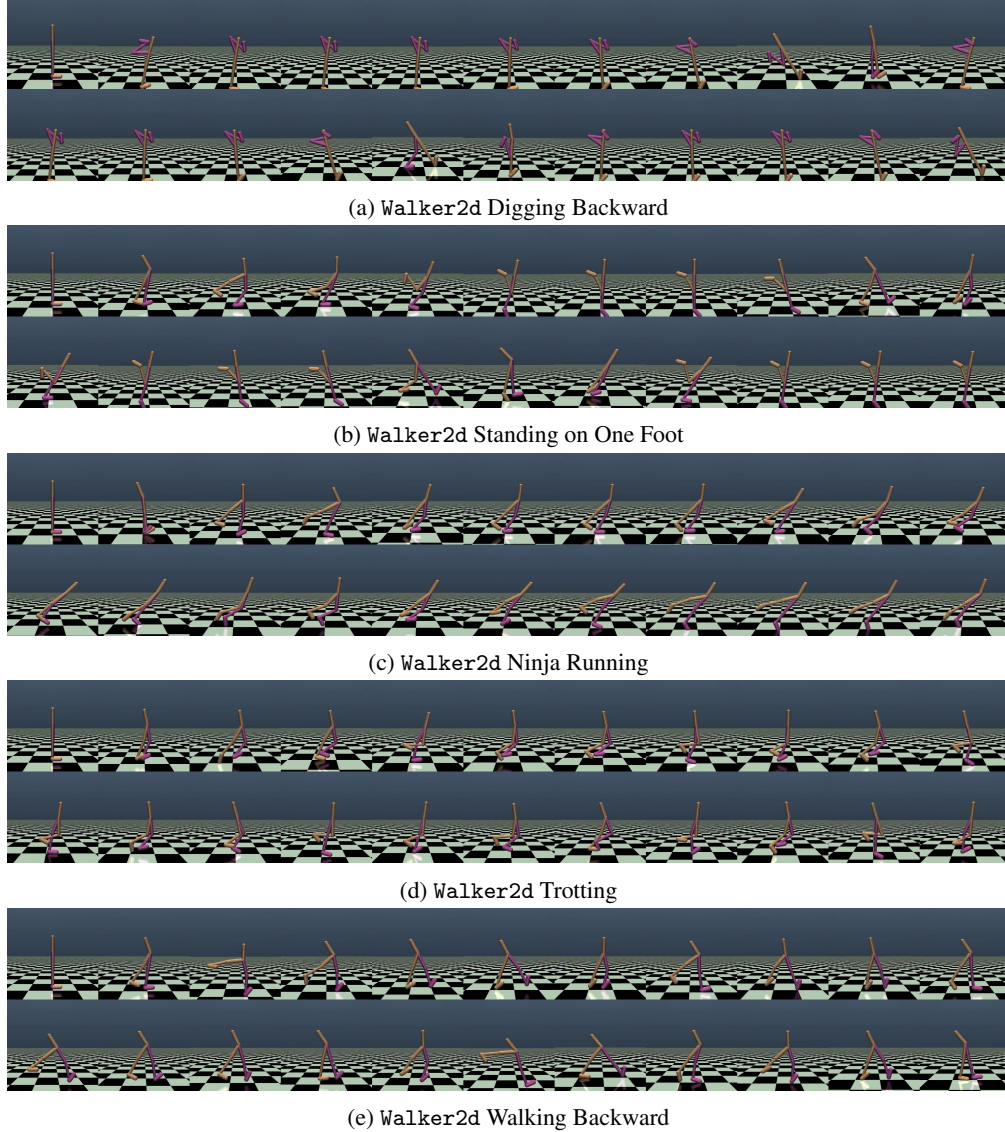 (a) Walker2d Digging Backward
(b) Walker2d Standing on One Foot
(c) Walker2d Ninja Running
(d) Walker2d Trotting
(e) Walker2d Walking Backward